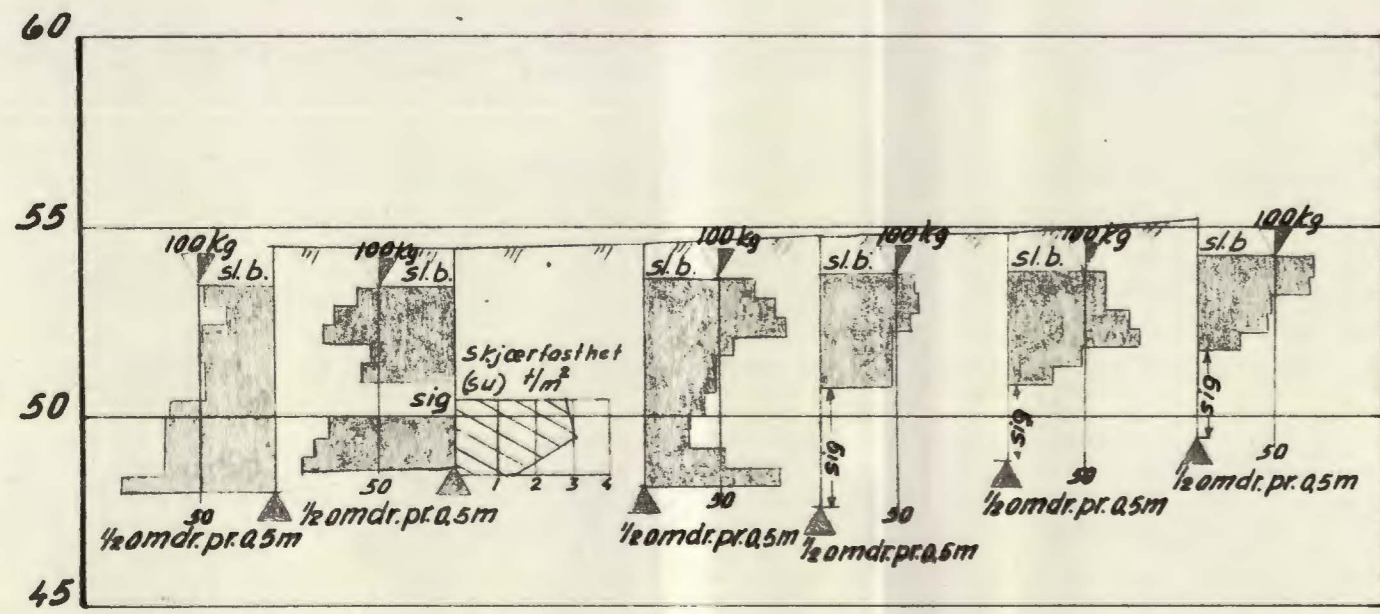 60
55
50
45
100kg
sl.b.
50
½ omdr. pr. 0,5m
100kg
sl.b.
sig
50
½ omdr. pr. 0,5m
skjærfasthet
(su) t/m²
1 2 3 4
100kg
sl.b.
50
½ omdr. pr. 0,5m
100kg
sl.b.
sig
50
½ omdr. pr. 0,5m
100kg
sl.b.
sig
50
½ omdr. pr. 0,5m
100kg
sl.b
sig
50
½ omdr. pr. 0,5m